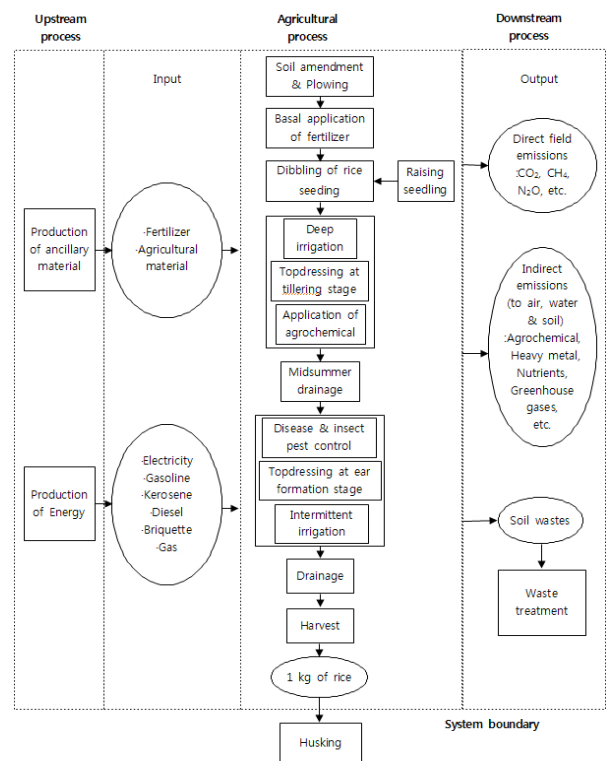 Upstream
process
Agricultural
process
Downstream
process
Input
Output
Soil amendment
& Plowing
Basal application
of fertilizer
Dibbling of rice
seeding
Raising
seedling
Direct field
emissions
:CO₂, CH₄,
N₂O, etc.
Production
of ancillary
material
·Fertilizer
·Agricultural
material
Deep
irrigation
Topdressing at
tillering stage
Application of
agrochemical
Indirect
emissions
(to air, water
& soil)
:Agrochemical,
Heavy metal,
Nutrients,
Greenhouse
gases,
etc.
Midsummer
drainage
Production
of Energy
·Electricity
·Gasoline
·Kerosene
·Diesel
·Briquette
·Gas
Disease & insect
pest control
Topdressing at ear
formation stage
Intermittent
irrigation
Soil wastes
Drainage
Waste
treatment
Harvest
1 kg of rice
System boundary
Husking